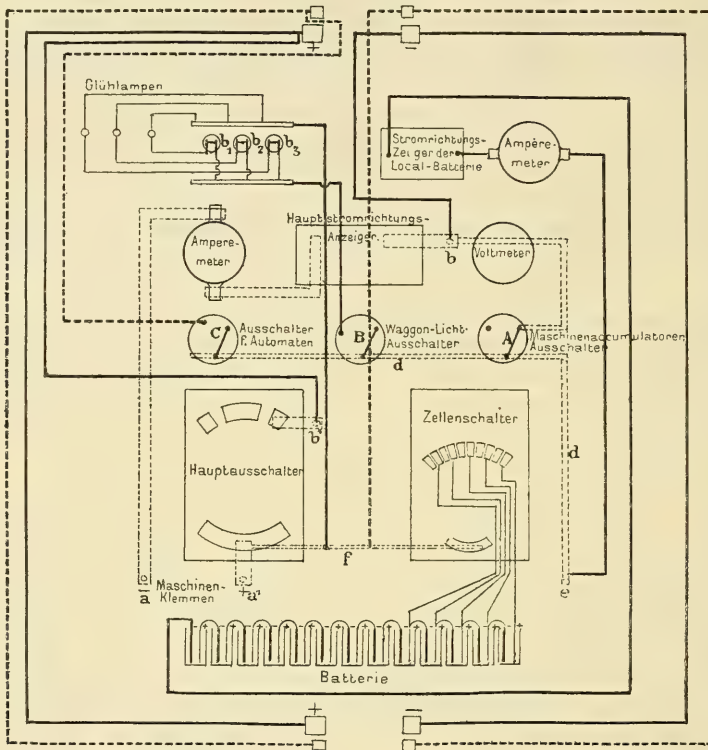 + −
Glühlampen
b1 b2 b3
Stromrichtungs-
Zeiger der
Local-Batterie
Ampère-
meter
Hauptstromrichtungs-
Anzeiger.
Ampere-
meter
b
Voltmeter
C
Ausschalter
F. Automaten
B
Waggon-Licht-
Ausschalter
A
Maschinenaccumulatoren
Ausschalter
d
Zellenschalter
b'
d
Hauptausschalter
f
a
Maschinen-
Klemmen
+
a'
e
Batterie
+ −